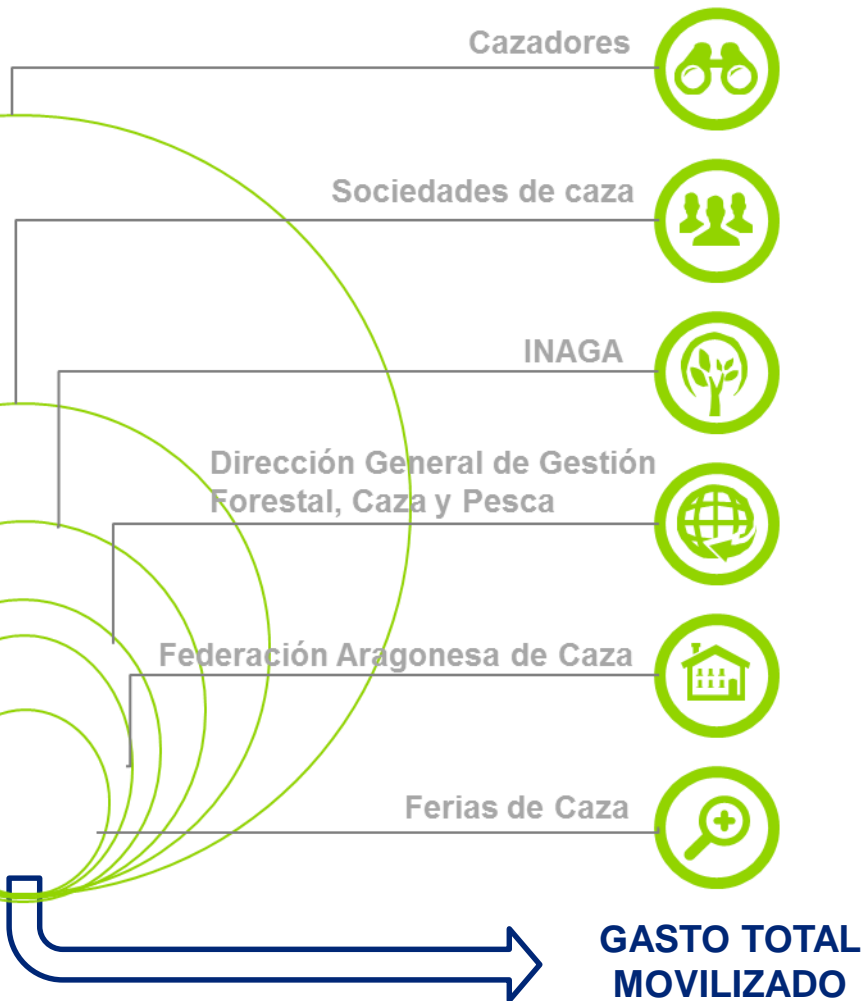 Cazadores
Sociedades de caza
INAGA
Dirección General de Gestión
Forestal, Caza y Pesca
Federación Aragonesa de Caza
Ferias de Caza
GASTO TOTAL
MOVILIZADO